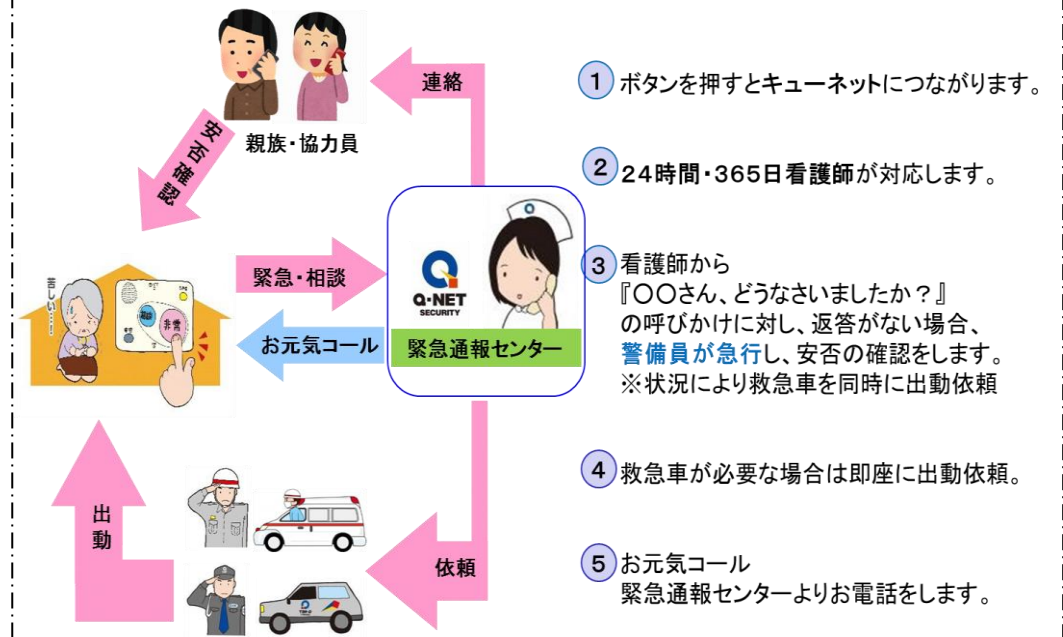 連絡
親族・協力員
安否確認
苦しい…
相談
非常
緊急・相談
お元気コール
Q
Q-NET
SECURITY
緊急通報センター
出動
依頼
1 ボタンを押すとキューネットにつながります。
2 24時間・365日看護師が対応します。
3 看護師から
『〇〇さん、どうなさいましたか？』
の呼びかけに対し、返答がない場合、
警備員が急行し、安否の確認をします。
※状況により救急車を同時に出動依頼
4 救急車が必要な場合は即座に出動依頼。
5 お元気コール
緊急通報センターよりお電話をします。